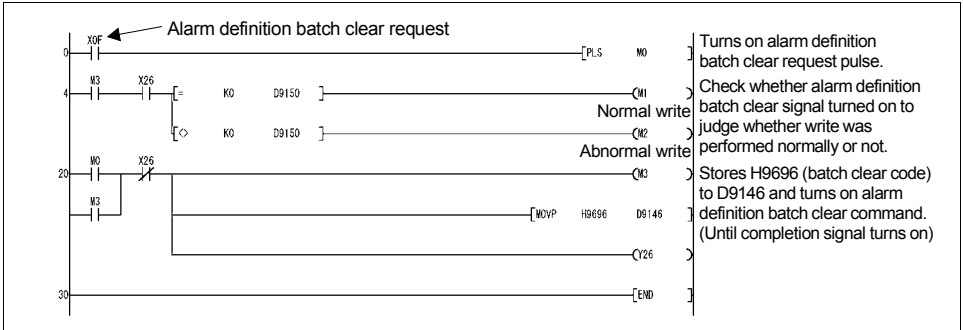 Alarm definition batch clear request
X0F
0 [PLS M0 ]
Turns on alarm definition
batch clear request pulse.
M3 X26
4 [= K0 D9150 ] (M1 )
Normal write
[<> K0 D9150 ] (M2 )
Abnormal write
Check whether alarm definition
batch clear signal turned on to
judge whether write was
performed normally or not.
M0 X26
20 (M3 )
M3
[MOVP H9696 D9146 ]
(Y26 )
Stores H9696 (batch clear code)
to D9146 and turns on alarm
definition batch clear command.
(Until completion signal turns on)
30 [END ]